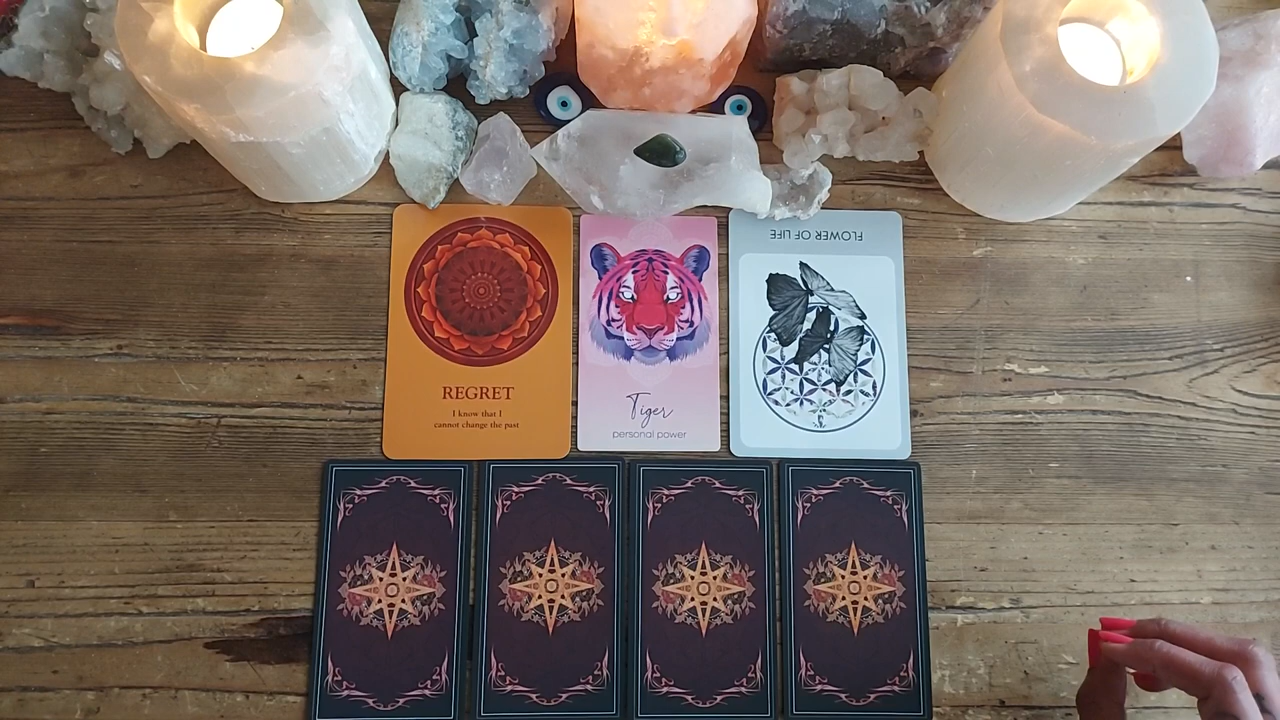 REGRET
I know that I
cannot change the past
Tiger
personal power
FLOWER OF LIFE